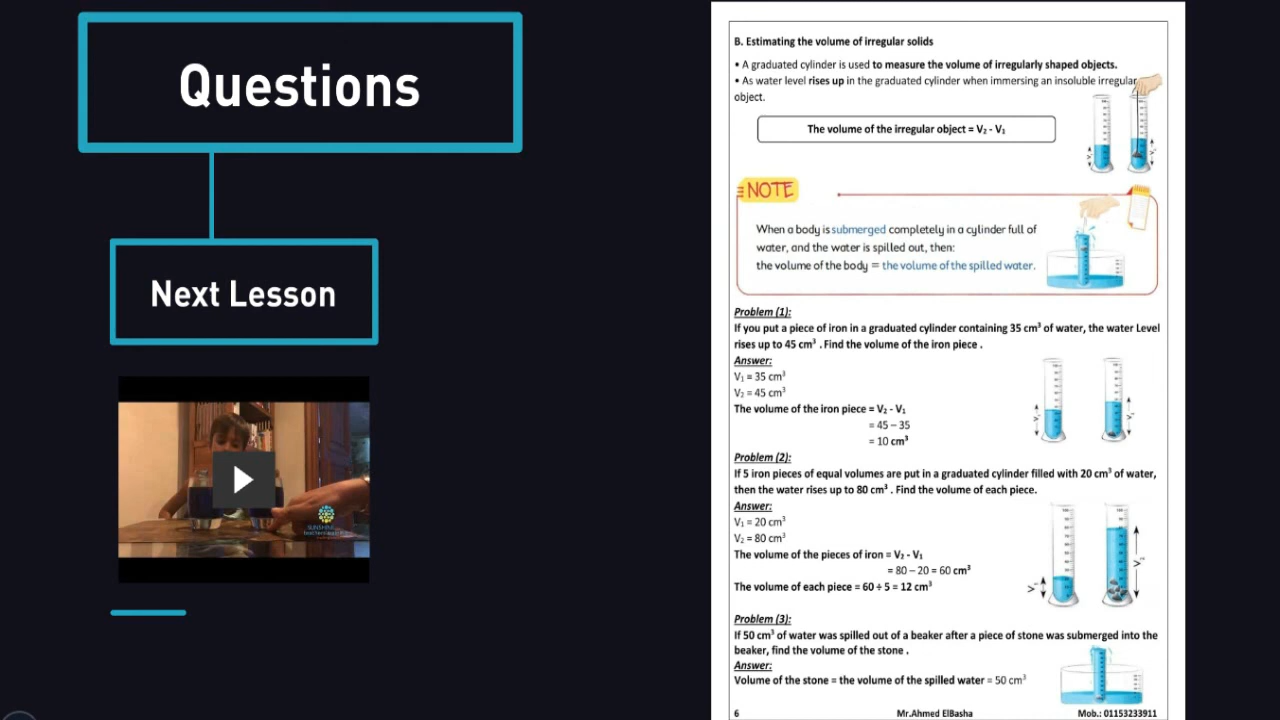 Questions
Next Lesson
B. Estimating the volume of irregular solids
• A graduated cylinder is used to measure the volume of irregularly shaped objects.
• As water level rises up in the graduated cylinder when immersing an insoluble irregular
object.
The volume of the irregular object = V₂ - V₁
NOTE
When a body is submerged completely in a cylinder full of
water, and the water is spilled out, then:
the volume of the body = the volume of the spilled water.
Problem (1):
If you put a piece of iron in a graduated cylinder containing 35 cm³ of water, the water Level
rises up to 45 cm³ . Find the volume of the iron piece .
Answer:
V₁ = 35 cm³
V₂ = 45 cm³
The volume of the iron piece = V₂ - V₁
= 45 – 35
= 10 cm³
Problem (2):
If 5 iron pieces of equal volumes are put in a graduated cylinder filled with 20 cm³ of water,
then the water rises up to 80 cm³ . Find the volume of each piece.
Answer:
V₁ = 20 cm³
V₂ = 80 cm³
The volume of the pieces of iron = V₂ - V₁
= 80 – 20 = 60 cm³
The volume of each piece = 60 ÷ 5 = 12 cm³
Problem (3):
If 50 cm³ of water was spilled out of a beaker after a piece of stone was submerged into the
beaker, find the volume of the stone .
Answer:
Volume of the stone = the volume of the spilled water = 50 cm³
6 Mr.Ahmed ElBasha Mob.: 01153233911